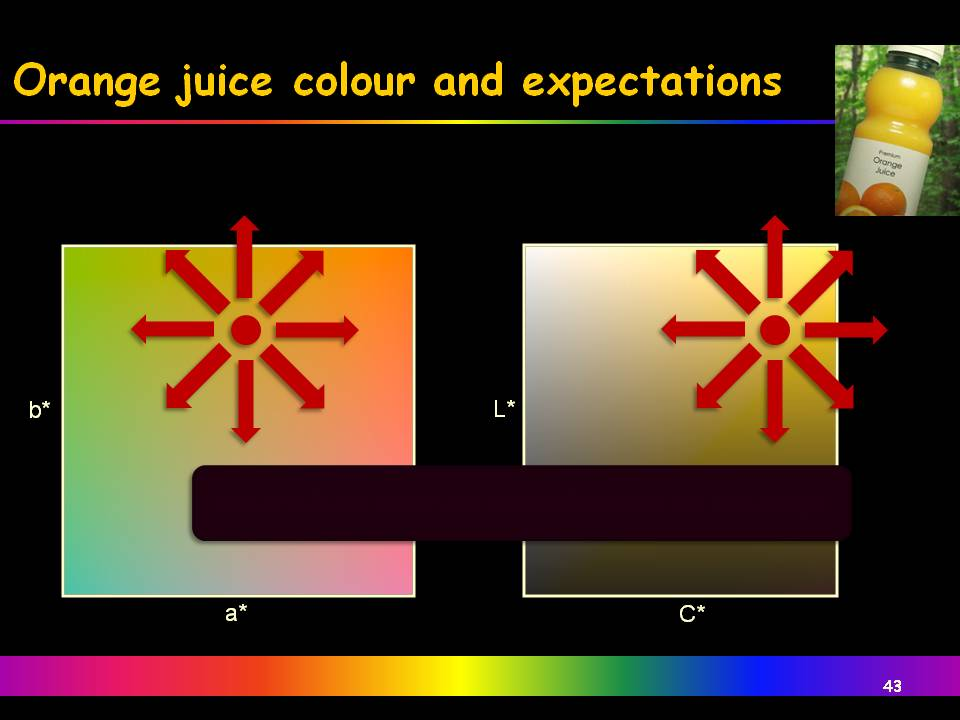 Orange juice colour and expectations
Premium
Orange
Juice
b*
L*
a*
C*
43